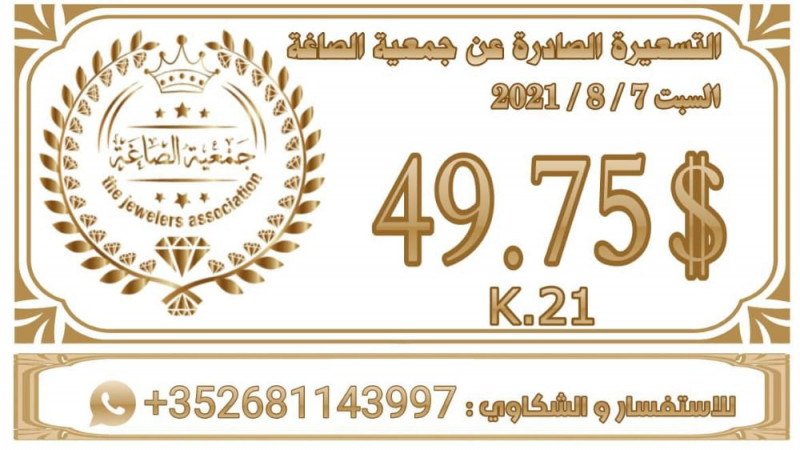 التسعيرة الصادرة عن جمعية الصاغة
السبت 7 / 8 / 2021
جمعية الصاغة
the jewelers association
49.75$
K.21
للاستفسار و الشكاوي : +352681143997